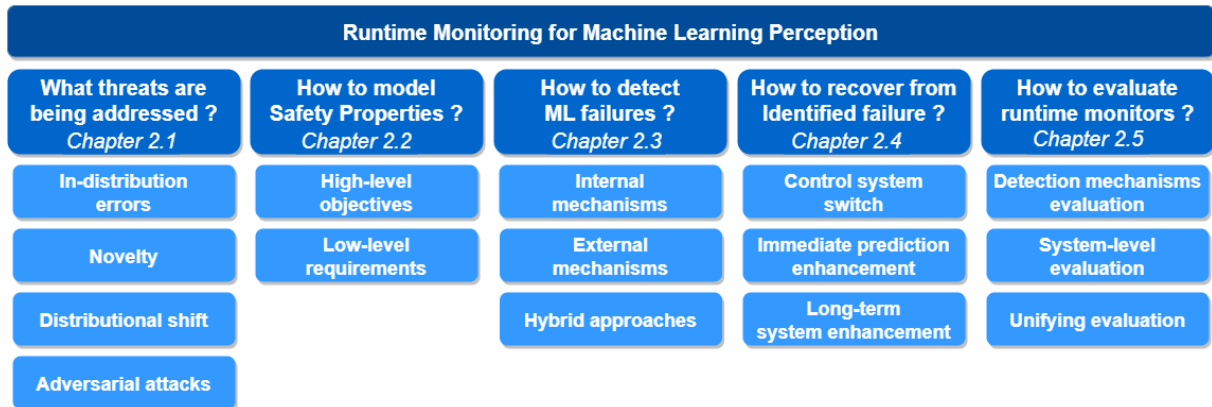 Runtime Monitoring for Machine Learning Perception
What threats are
being addressed ?
Chapter 2.1
In-distribution
errors
Novelty
Distributional shift
Adversarial attacks
How to model
Safety Properties ?
Chapter 2.2
High-level
objectives
Low-level
requirements
How to detect
ML failures ?
Chapter 2.3
Internal
mechanisms
External
mechanisms
Hybrid approaches
How to recover from
Identified failure ?
Chapter 2.4
Control system
switch
Immediate prediction
enhancement
Long-term
system enhancement
How to evaluate
runtime monitors ?
Chapter 2.5
Detection mechanisms
evaluation
System-level
evaluation
Unifying evaluation